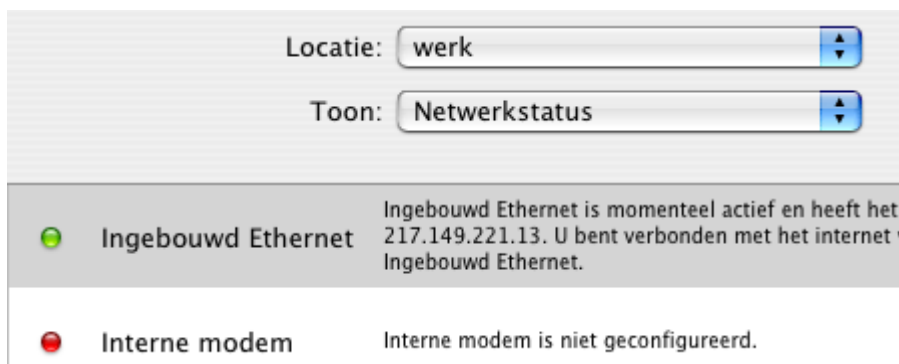 Locatie: werk
Toon: Netwerkstatus
Ingebouwd Ethernet
Ingebouwd Ethernet is momenteel actief en heeft het
217.149.221.13. U bent verbonden met het internet
Ingebouwd Ethernet.
Interne modem
Interne modem is niet geconfigureerd.